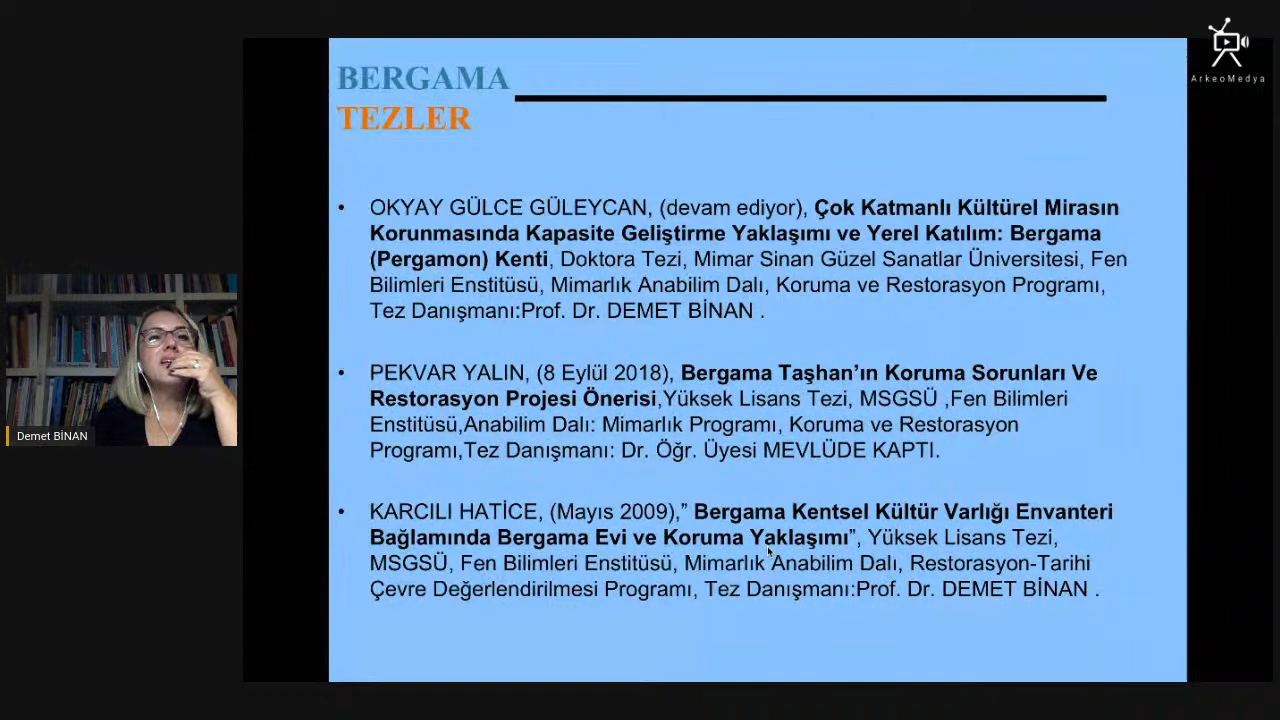 ArkeoMedya
BERGAMA
TEZLER
• OKYAY GÜLCE GÜLEYCAN, (devam ediyor), Çok Katmanlı Kültürel Mirasın
Korunmasında Kapasite Geliştirme Yaklaşımı ve Yerel Katılım: Bergama
(Pergamon) Kenti, Doktora Tezi, Mimar Sinan Güzel Sanatlar Üniversitesi, Fen
Bilimleri Enstitüsü, Mimarlık Anabilim Dalı, Koruma ve Restorasyon Programı,
Tez Danışmanı:Prof. Dr. DEMET BİNAN .
• PEKVAR YALIN, (8 Eylül 2018), Bergama Taşhan’ın Koruma Sorunları Ve
Restorasyon Projesi Önerisi,Yüksek Lisans Tezi, MSGSÜ ,Fen Bilimleri
Enstitüsü,Anabilim Dalı: Mimarlık Programı, Koruma ve Restorasyon
Programı,Tez Danışmanı: Dr. Öğr. Üyesi MEVLÜDE KAPTI.
• KARCILI HATİCE, (Mayıs 2009),” Bergama Kentsel Kültür Varlığı Envanteri
Bağlamında Bergama Evi ve Koruma Yaklaşımı”, Yüksek Lisans Tezi,
MSGSÜ, Fen Bilimleri Enstitüsü, Mimarlık Anabilim Dalı, Restorasyon-Tarihi
Çevre Değerlendirilmesi Programı, Tez Danışmanı:Prof. Dr. DEMET BİNAN .
Demet BİNAN